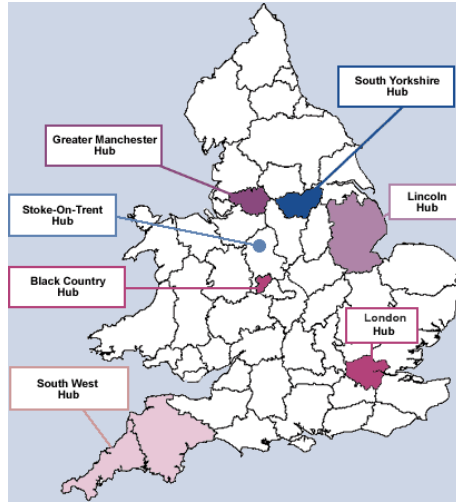 South Yorkshire
Hub
Greater Manchester
Hub
Lincoln
Hub
Stoke-On-Trent
Hub
Black Country
Hub
London
Hub
South West
Hub